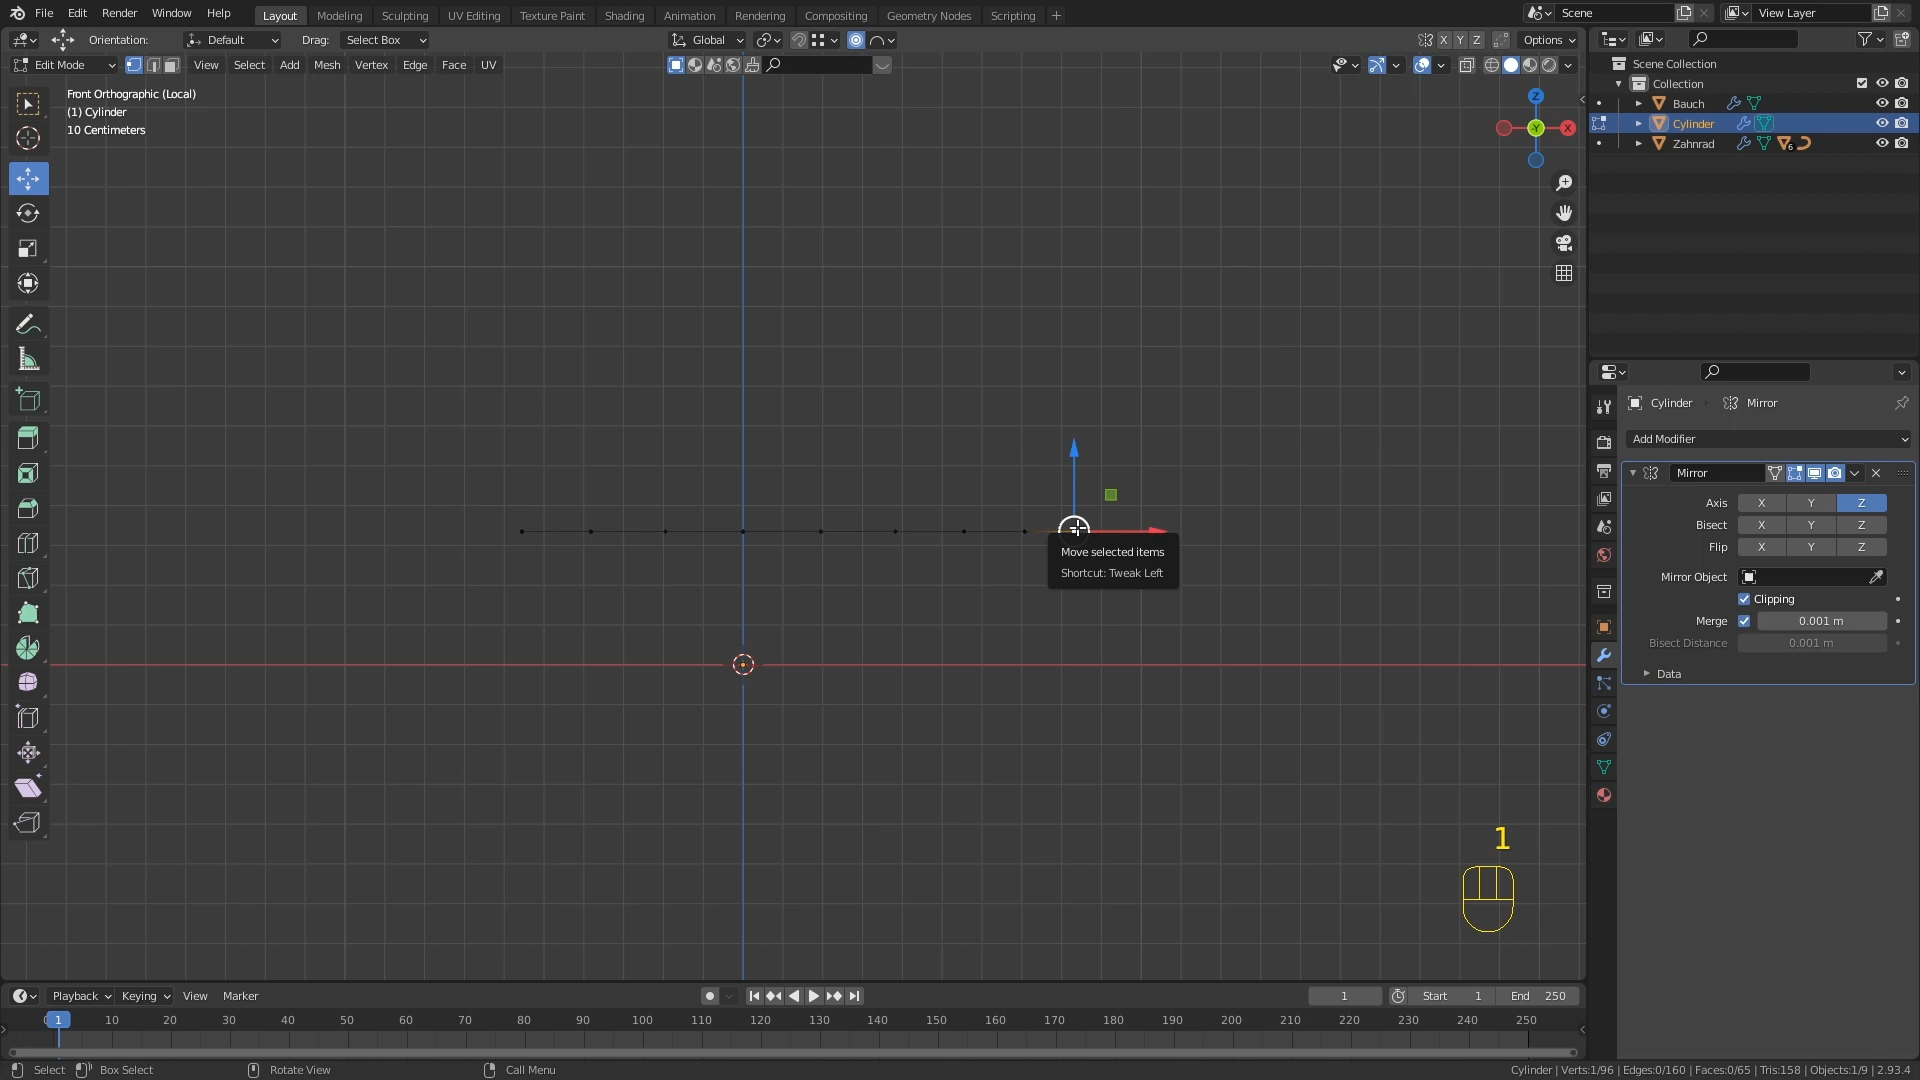 File Edit Render Window Help Layout Modeling Sculpting UV Editing Texture Paint Shading Animation Rendering Compositing Geometry Nodes Scripting + Scene View Layer
Orientation: Default Drag: Select Box Global X Y Z Options
Edit Mode View Select Add Mesh Vertex Edge Face UV
Front Orthographic (Local)
(1) Cylinder
10 Centimeters
Z
Y
X
Move selected items
Shortcut: Tweak Left
1
Scene Collection
Collection
Bauch
Cylinder
Zahnrad 6
Cylinder Mirror
Add Modifier
Mirror
Axis X Y Z
Bisect X Y Z
Flip X Y Z
Mirror Object
Clipping
Merge 0.001 m
Bisect Distance 0.001 m
Data
Playback Keying View Marker 1 Start 1 End 250
1 10 20 30 40 50 60 70 80 90 100 110 120 130 140 150 160 170 180 190 200 210 220 230 240 250
Select Box Select Rotate View Call Menu Cylinder | Verts:1/96 | Edges:0/160 | Faces:0/65 | Tris:158 | Objects:1/9 | 2.93.4